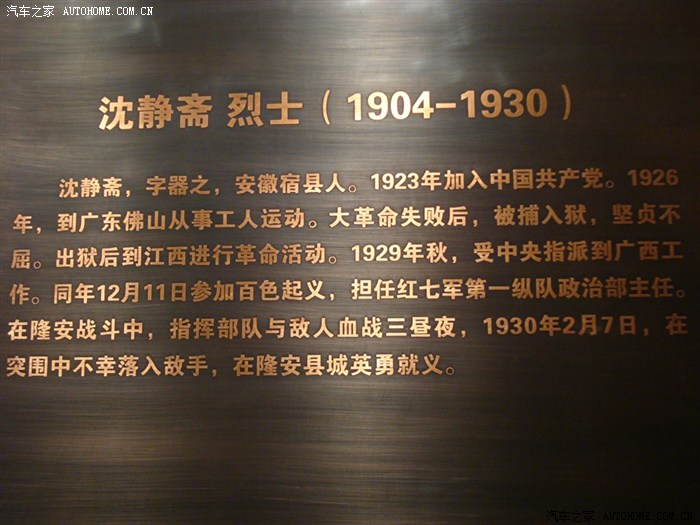 汽车之家 AUTOHOME.COM.CN
沈静斋 烈士（1904-1930）
沈静斋，字器之，安徽宿县人。1923年加入中国共产党。1926
年，到广东佛山从事工人运动。大革命失败后，被捕入狱，坚贞不
屈。出狱后到江西进行革命活动。1929年秋，受中央指派到广西工
作。同年12月11日参加百色起义，担任红七军第一纵队政治部主任。
在隆安战斗中，指挥部队与敌人血战三昼夜，1930年2月7日，在
突围中不幸落入敌手，在隆安县城英勇就义。
汽车之家 AUTOHOME.COM.CN